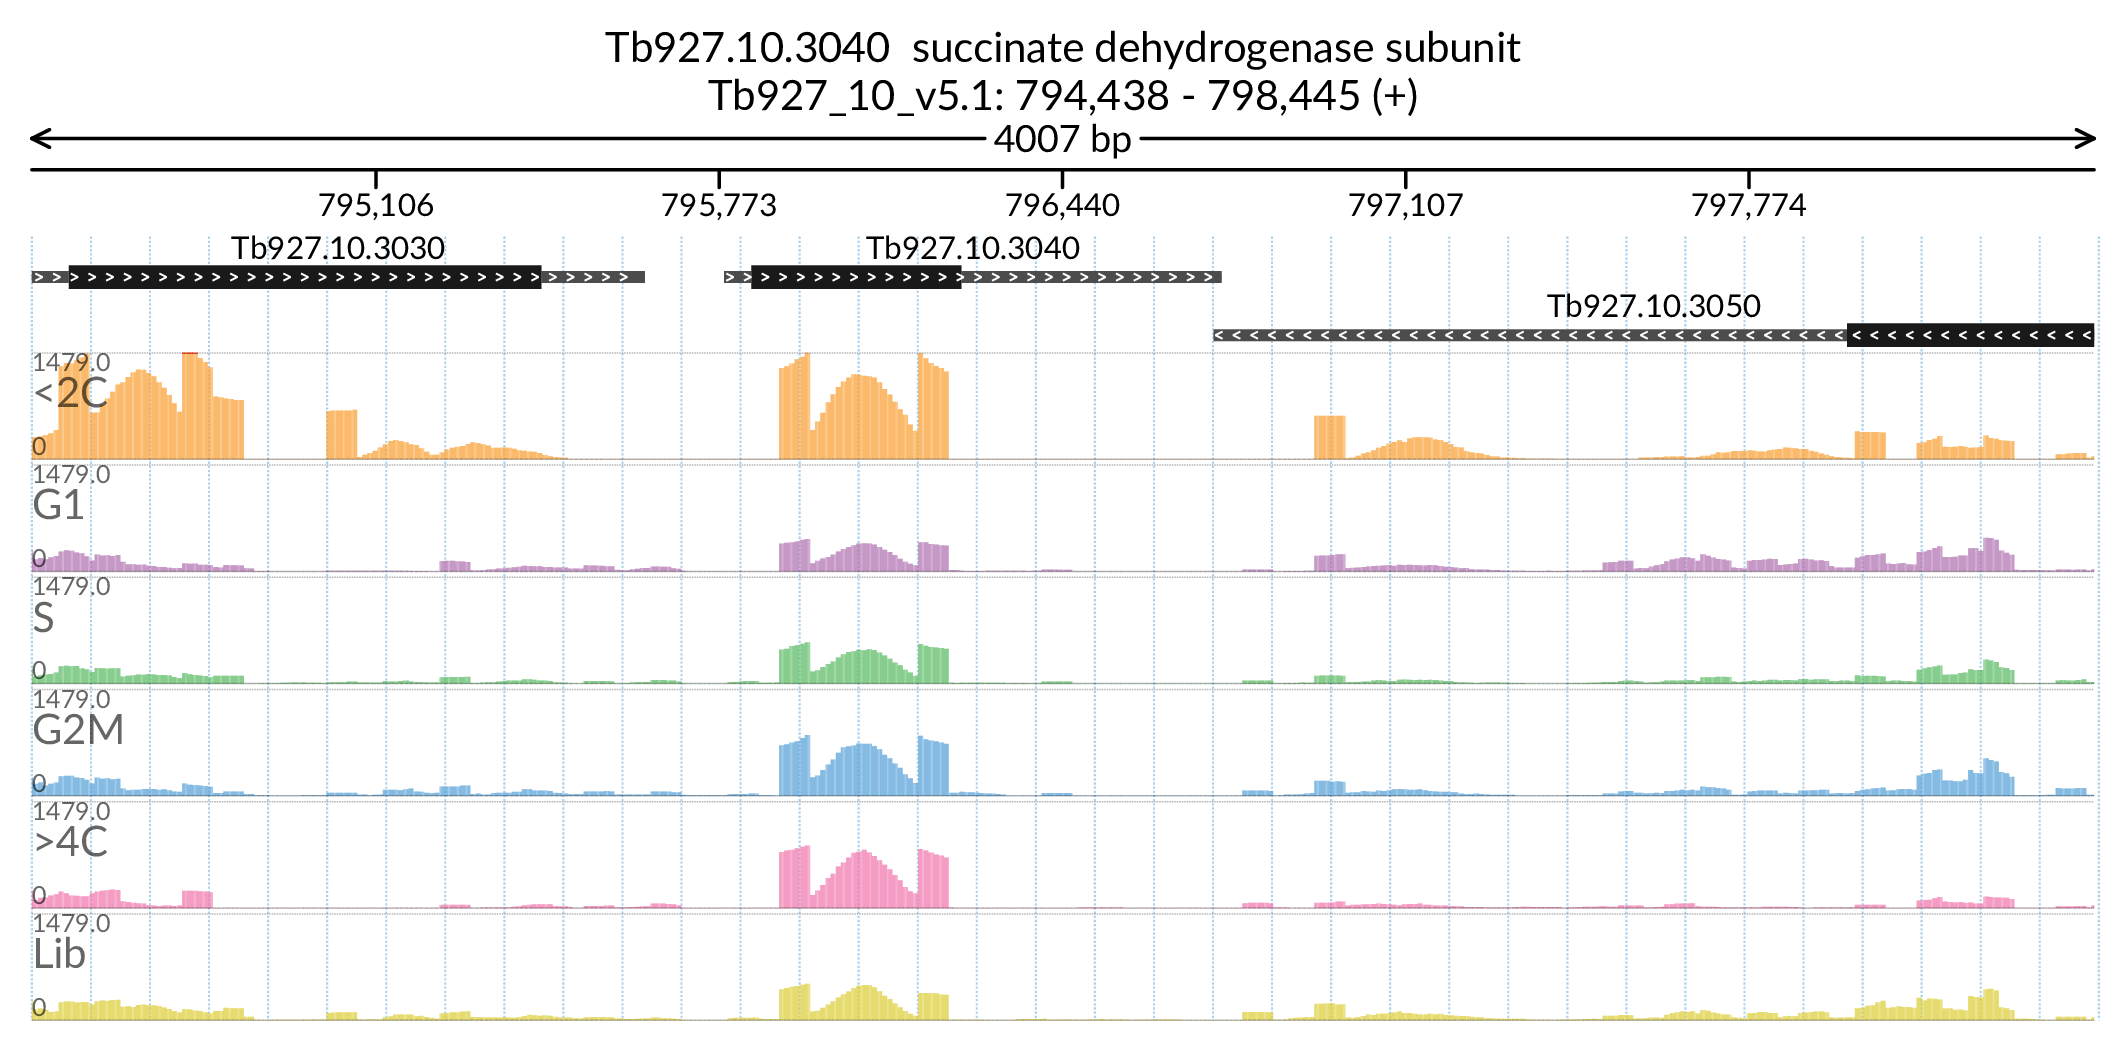 Tb927.10.3040  succinate dehydrogenase subunit
Tb927_10_v5.1: 794,438 - 798,445 (+)
4007 bp
795,106 795,773 796,440 797,107 797,774
Tb927.10.3030 Tb927.10.3040
Tb927.10.3050
1479.0
<2C
0
1479.0
G1
0
1479.0
S
0
1479.0
G2M
0
1479.0
>4C
0
1479.0
Lib
0